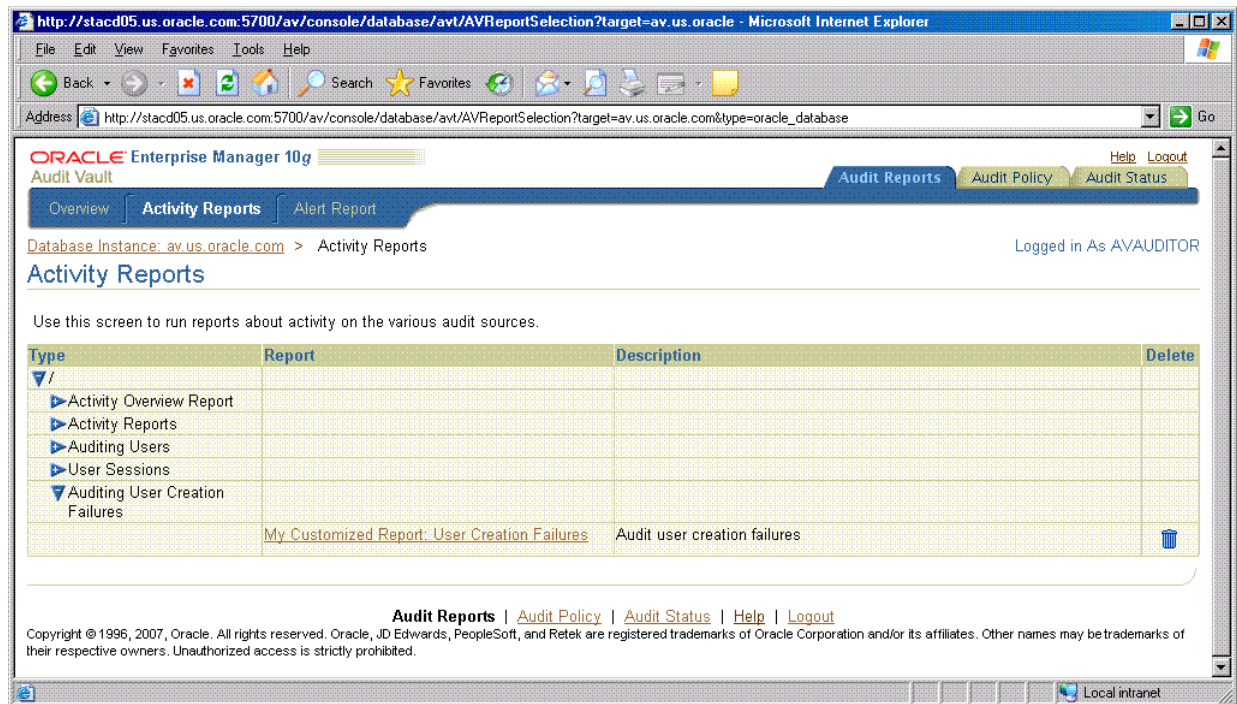 http://stacd05.us.oracle.com:5700/av/console/database/avt/AVReportSelection?target=av.us.oracle - Microsoft Internet Explorer
File Edit View Favorites Tools Help
Back Search Favorites
Address http://stacd05.us.oracle.com:5700/av/console/database/avt/AVReportSelection?target=av.us.oracle.com&type=oracle_database Go
ORACLE Enterprise Manager 10g
Help Logout
Audit Vault
Audit Reports Audit Policy Audit Status
Overview Activity Reports Alert Report
Database Instance: av.us.oracle.com > Activity Reports Logged in As AVAUDITOR
Activity Reports
Use this screen to run reports about activity on the various audit sources.
Type Report Description Delete
/
Activity Overview Report
Activity Reports
Auditing Users
User Sessions
Auditing User Creation
Failures
My Customized Report: User Creation Failures Audit user creation failures
Audit Reports | Audit Policy | Audit Status | Help | Logout
Copyright © 1996, 2007, Oracle. All rights reserved. Oracle, JD Edwards, PeopleSoft, and Retek are registered trademarks of Oracle Corporation and/or its affiliates. Other names may be trademarks of
their respective owners. Unauthorized access is strictly prohibited.
Local intranet